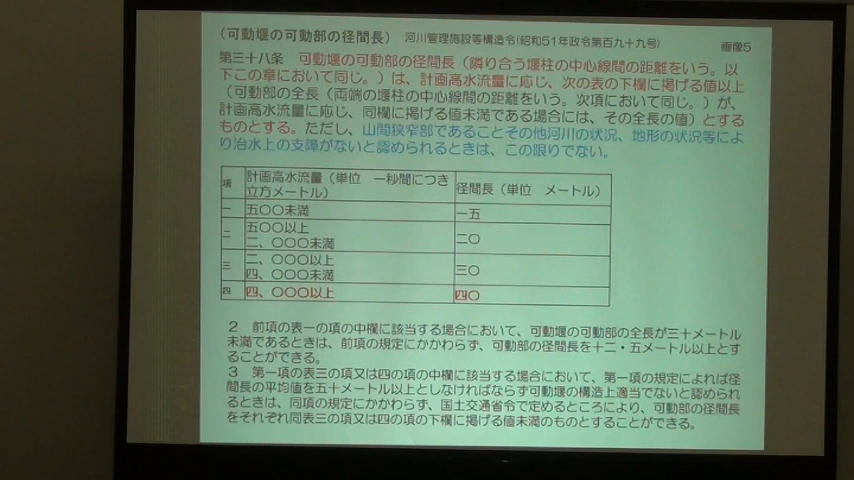 （可動堰の可動部の径間長） 河川管理施設等構造令(昭和51年政令第百九十九号) 画像5
第三十八条 可動堰の可動部の径間長（隣り合う堰柱の中心線間の距離をいう。以
下この章において同じ。）は、計画高水流量に応じ、次の表の下欄に掲げる値以上
（可動部の全長（両端の堰柱の中心線間の距離をいう。次項において同じ。）が、
計画高水流量に応じ、同欄に掲げる値未満である場合には、その全長の値）とする
ものとする。ただし、山間狭窄部であることその他河川の状況、地形の状況等によ
り治水上の支障がないと認められるときは、この限りでない。
項 計画高水流量（単位 一秒間につき
立方メートル） 径間長（単位 メートル）
一 五〇〇未満 一五
二 五〇〇以上
二、〇〇〇未満 二〇
三 二、〇〇〇以上
四、〇〇〇未満 三〇
四 四、〇〇〇以上 四〇
２ 前項の表一の項の中欄に該当する場合において、可動堰の可動部の全長が三十メートル
未満であるときは、前項の規定にかかわらず、可動部の径間長を十二・五メートル以上とす
ることができる。
３ 第一項の表三の項又は四の項の中欄に該当する場合において、第一項の規定によれば径
間長の平均値を五十メートル以上としなければならず可動堰の構造上適当でないと認められ
るときは、同項の規定にかかわらず、国土交通省令で定めるところにより、可動部の径間長
をそれぞれ同表三の項又は四の項の下欄に掲げる値未満のものとすることができる。